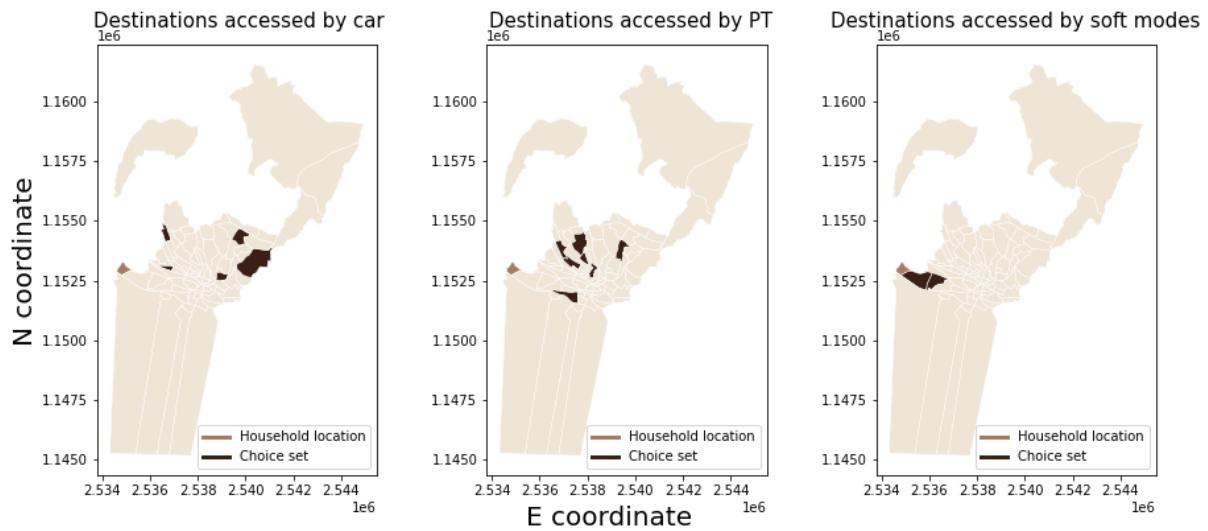 Destinations accessed by car
Destinations accessed by PT
Destinations accessed by soft modes
1e6
1e6
1e6
N coordinate
1.1600
1.1575
1.1550
1.1525
1.1500
1.1475
1.1450
1.1600
1.1575
1.1550
1.1525
1.1500
1.1475
1.1450
1.1600
1.1575
1.1550
1.1525
1.1500
1.1475
1.1450
Household location
Choice set
Household location
Choice set
Household location
Choice set
2.534 2.536 2.538 2.540 2.542 2.544
2.534 2.536 2.538 2.540 2.542 2.544
2.534 2.536 2.538 2.540 2.542 2.544
1e6
1e6
1e6
E coordinate